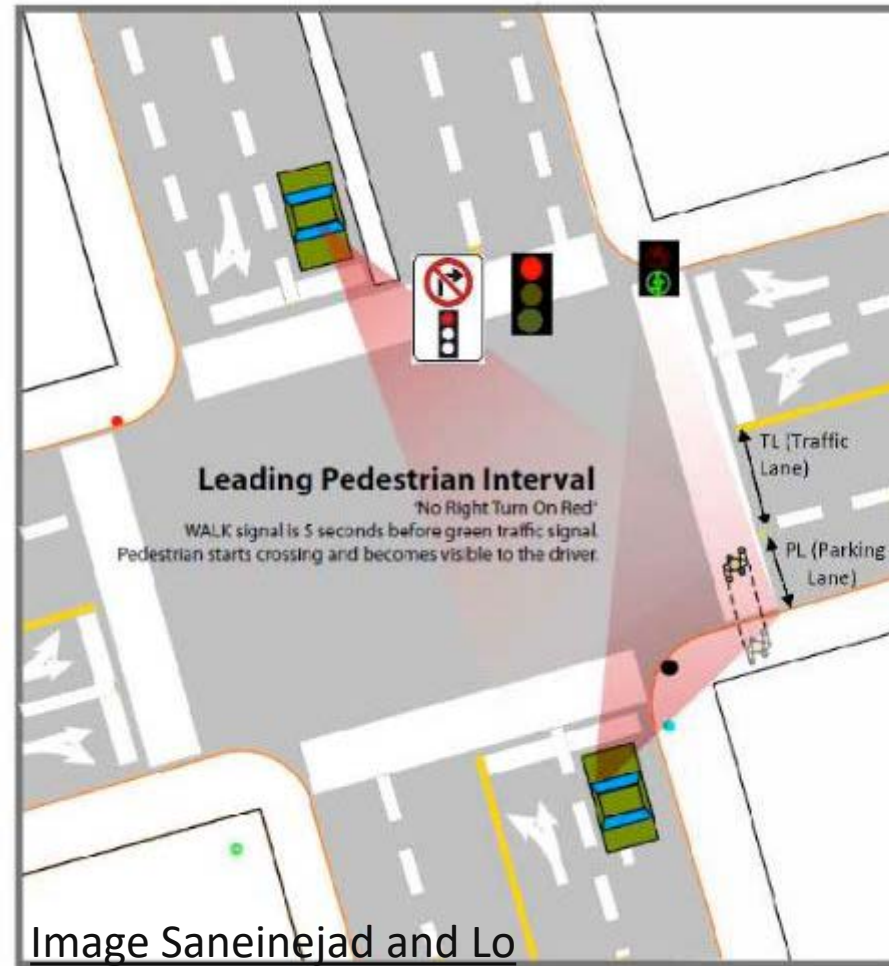 Leading Pedestrian Interval
'No Right Turn On Red'
WALK signal is 5 seconds before green traffic signal.
Pedestrian starts crossing and becomes visible to the driver.
TL (Traffic
Lane)
PL (Parking
Lane)
Image Saneinejad and Lo